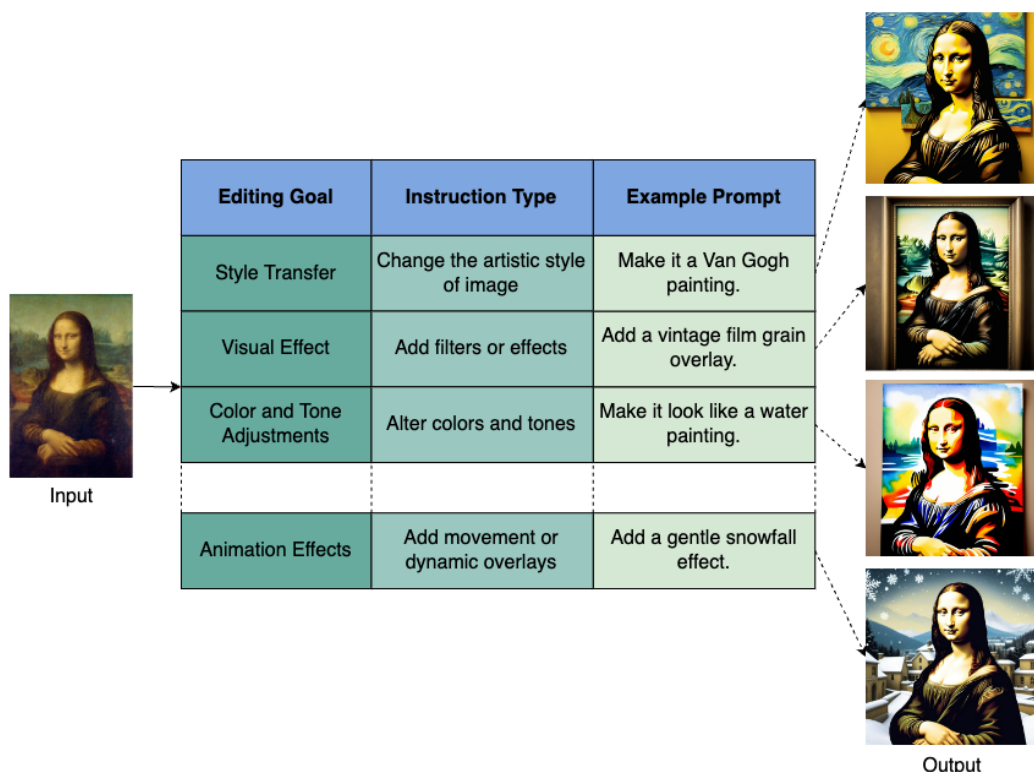 Editing Goal
Instruction Type
Example Prompt
Style Transfer
Change the artistic style
of image
Make it a Van Gogh
painting.
Visual Effect
Add filters or effects
Add a vintage film grain
overlay.
Color and Tone
Adjustments
Alter colors and tones
Make it look like a water
painting.
Input
Animation Effects
Add movement or
dynamic overlays
Add a gentle snowfall
effect.
Output